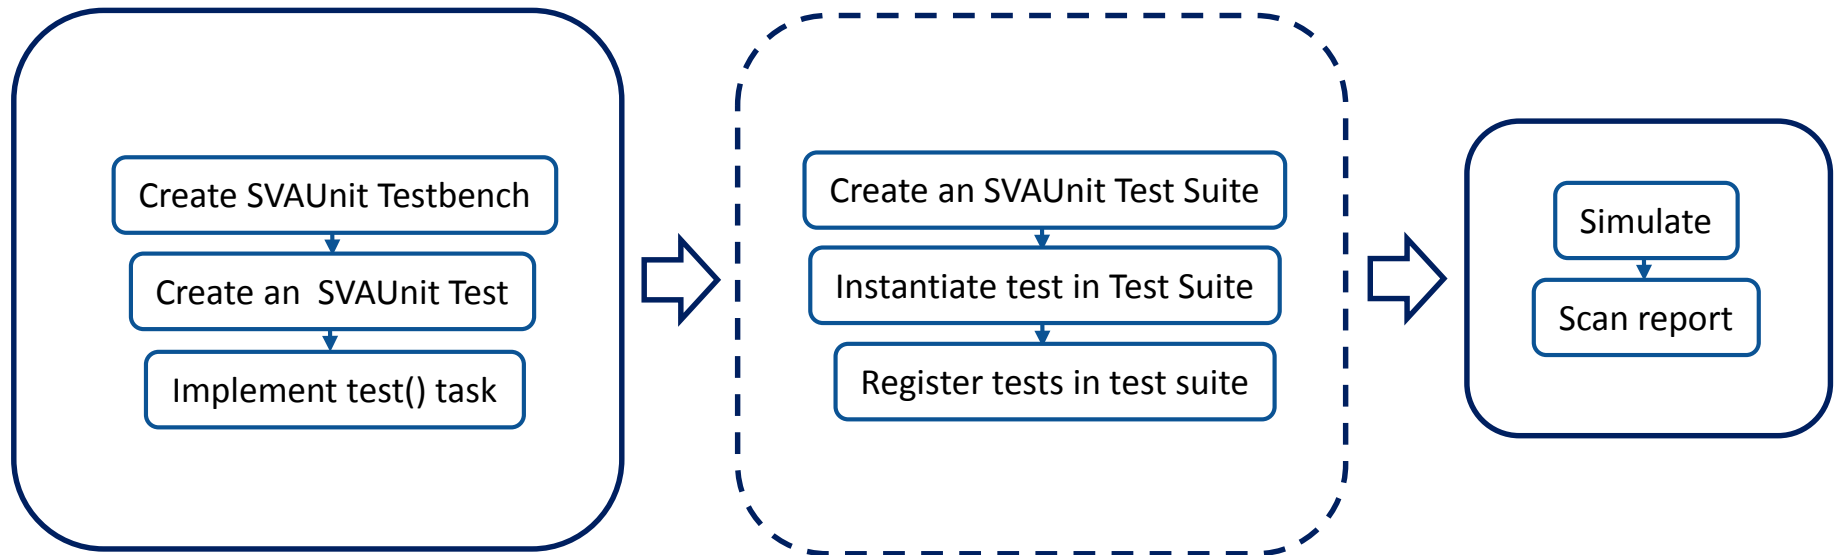 Create SVAUnit Testbench
Create an SVAUnit Test
Implement test() task
Create an SVAUnit Test Suite
Instantiate test in Test Suite
Register tests in test suite
Simulate
Scan report